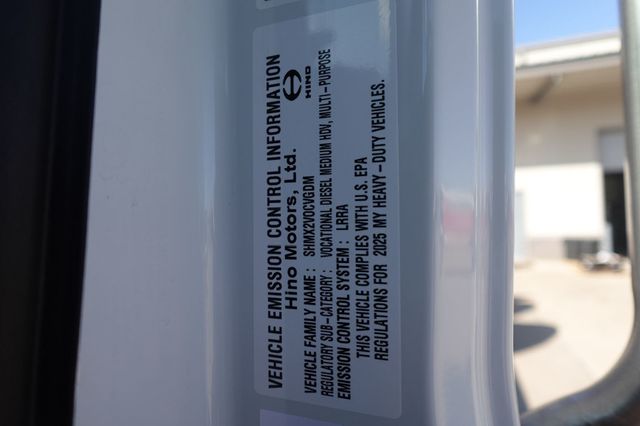 VEHICLE EMISSION CONTROL INFORMATION
Hino Motors, Ltd.
HINO
VEHICLE FAMILY NAME : SHMX2VOCVGDM
REGULATORY SUB-CATEGORY : VOCATIONAL DIESEL MEDIUM HDV, MULTI-PURPOSE
EMISSION CONTROL SYSTEM : LRRA
THIS VEHICLE COMPLIES WITH U.S. EPA
REGULATIONS FOR 2025 MY HEAVY-DUTY VEHICLES.